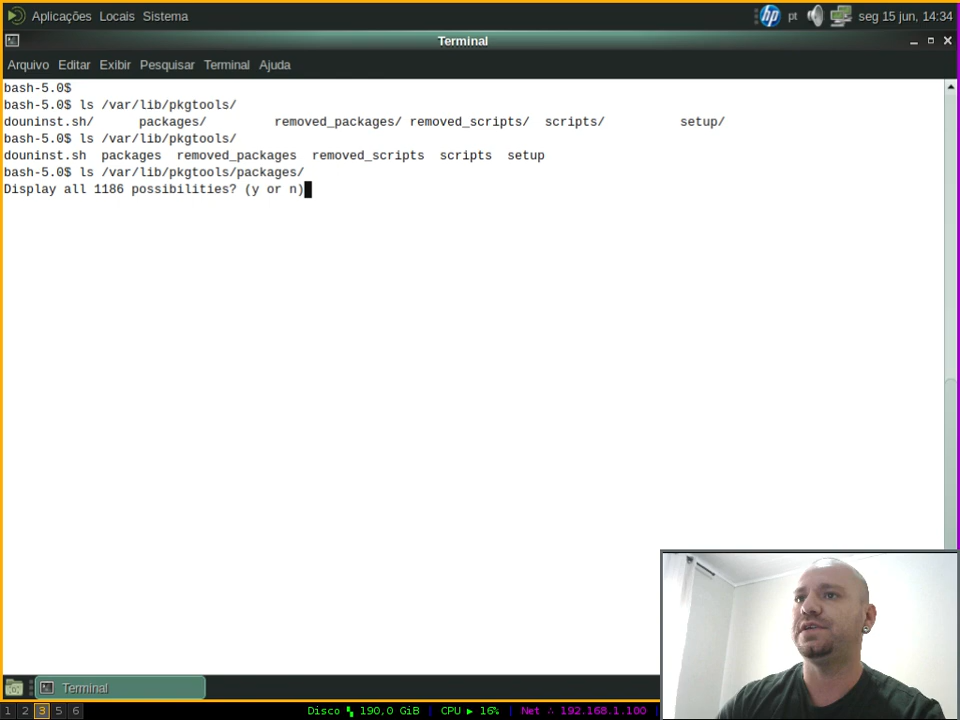 Aplicações Locais Sistema
hp pt seg 15 jun, 14:34
Terminal
Arquivo Editar Exibir Pesquisar Terminal Ajuda
bash-5.0$
bash-5.0$ ls /var/lib/pkgtools/
douninst.sh/ packages/ removed_packages/ removed_scripts/ scripts/ setup/
bash-5.0$ ls /var/lib/pkgtools/
douninst.sh packages removed_packages removed_scripts scripts setup
bash-5.0$ ls /var/lib/pkgtools/packages/
Display all 1186 possibilities? (y or n)
Terminal
1 2 3 5 6
Disco 190,0 GiB | CPU ▶ 16% | Net ∴ 192.168.1.100 |